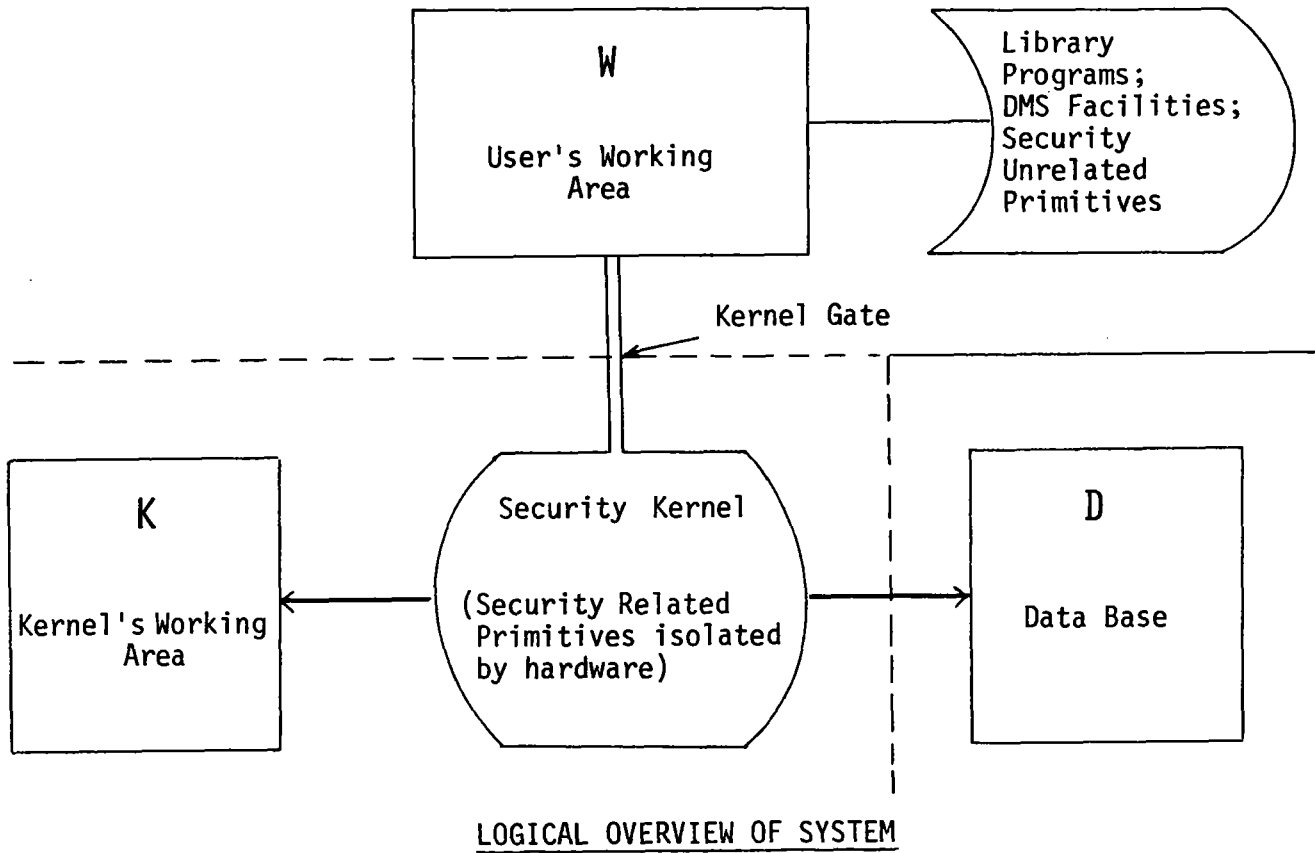 W
User's Working
Area
Library
Programs;
DMS Facilities;
Security
Unrelated
Primitives
Kernel Gate
K
Kernel's Working
Area
Security Kernel
(Security Related
Primitives isolated
by hardware)
D
Data Base
LOGICAL OVERVIEW OF SYSTEM